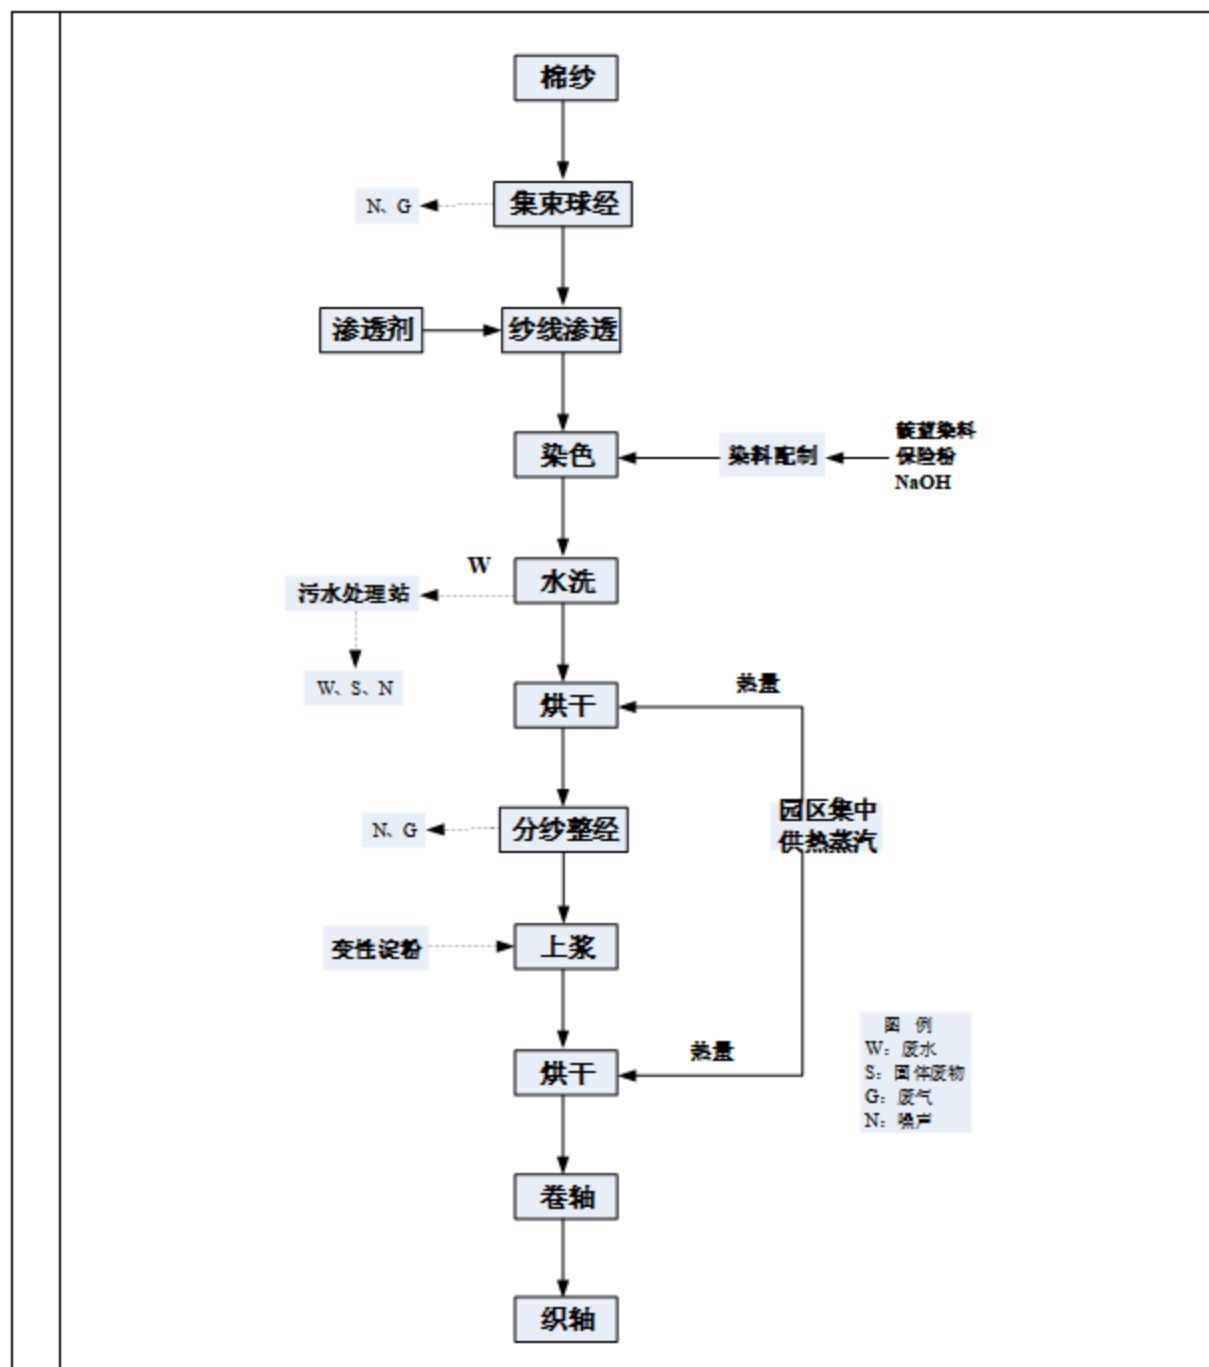 棉纱
集束球经
N、G
渗透剂
纱线渗透
染色
染料配制
靛蓝染料
保险粉
NaOH
水洗
W
污水处理站
W、S、N
烘干
热量
分纱整经
N、G
园区集中
供热蒸汽
变性淀粉
上浆
烘干
热量
图 例
W：废水
S：固体废物
G：废气
N：噪声
卷轴
织轴